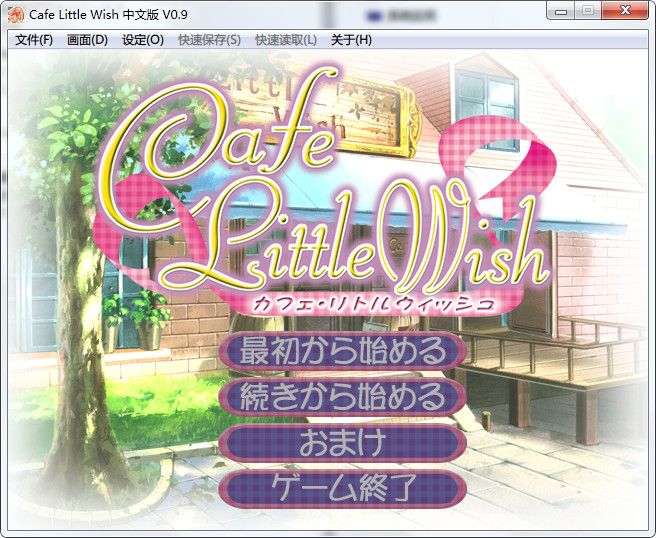 Cafe Little Wish 中文版 V0.9
文件(F) 画面(D) 设定(O) 快速保存(S) 快速读取(L) 关于(H)
Cafe
Little Wish
カフェ・リトルウィッシュ
最初から始める
続きから始める
おまけ
ゲーム終了